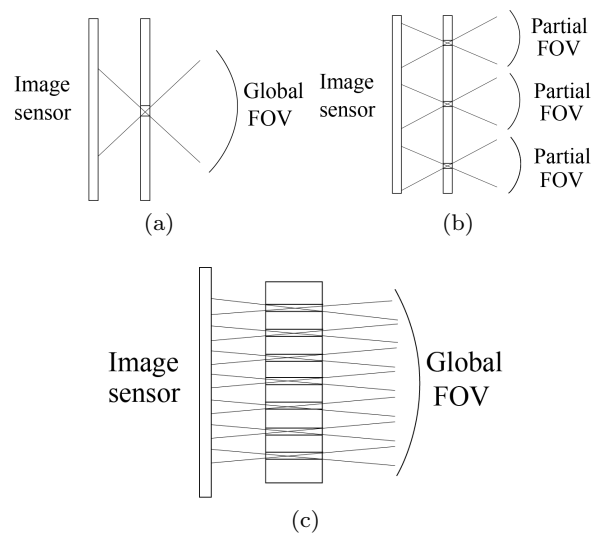 Image
sensor
Global
FOV
(a)
Image
sensor
Partial
FOV
Partial
FOV
Partial
FOV
(b)
Image
sensor
Global
FOV
(c)